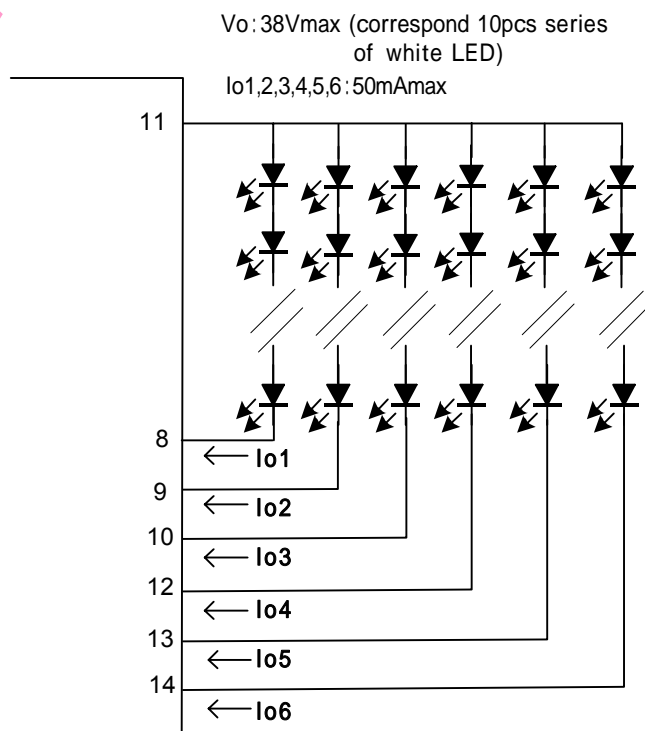 Vo:38Vmax (correspond 10pcs series
of white LED)
Io1,2,3,4,5,6:50mAmax
11
8
Io1
9
Io2
10
Io3
12
Io4
13
Io5
14
Io6